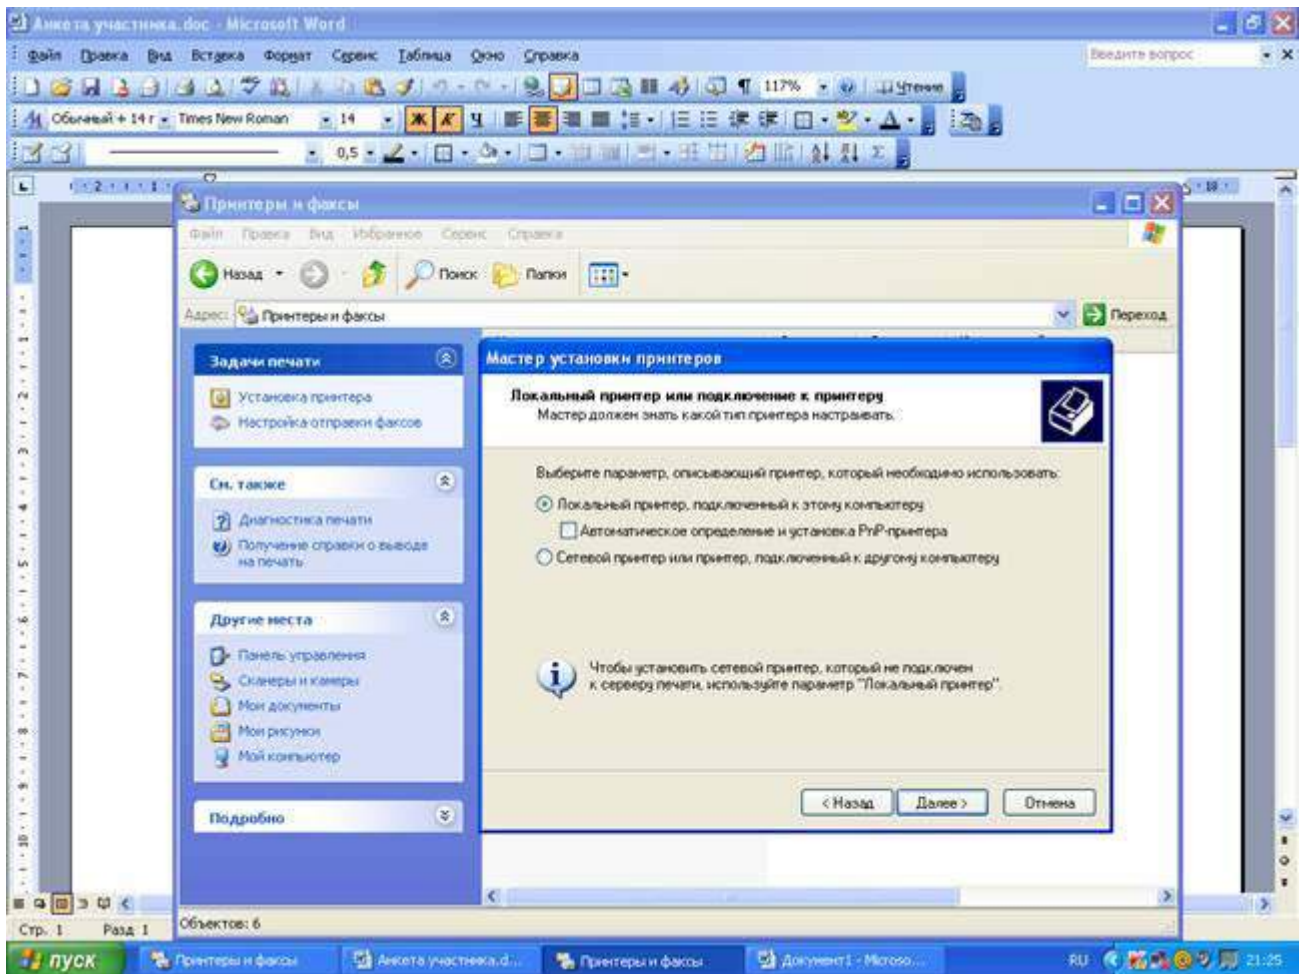 Анкета участника.doc - Microsoft Word
Файл Правка Вид Вставка Формат Сервис Таблица Окно Справка Введите вопрос
117% Чтение
Обычный + 14 г Times New Roman 14 Ж К Ч
0,5
Принтеры и факсы
Файл Правка Вид Избранное Сервис Справка
Назад Поиск Папки
Адрес: Принтеры и факсы Переход
Задачи печати
Установка принтера
Настройка отправки факсов
См. также
Диагностика печати
Получение справки о выводе
на печать
Другие места
Панель управления
Сканеры и камеры
Мои документы
Мои рисунки
Мой компьютер
Подробно
Мастер установки принтеров
Локальный принтер или подключение к принтеру
Мастер должен знать какой тип принтера настраивать.
Выберите параметр, описывающий принтер, который необходимо использовать:
Локальный принтер, подключенный к этому компьютеру
Автоматическое определение и установка PnP-принтера
Сетевой принтер или принтер, подключенный к другому компьютеру
Чтобы установить сетевой принтер, который не подключен
к серверу печати, используйте параметр "Локальный принтер".
< Назад Далее > Отмена
Объектов: 6
Стр. 1 Разд 1
пуск Принтеры и факсы Анкета участника.d... Принтеры и факсы Документ1 - Microso... RU 21:25